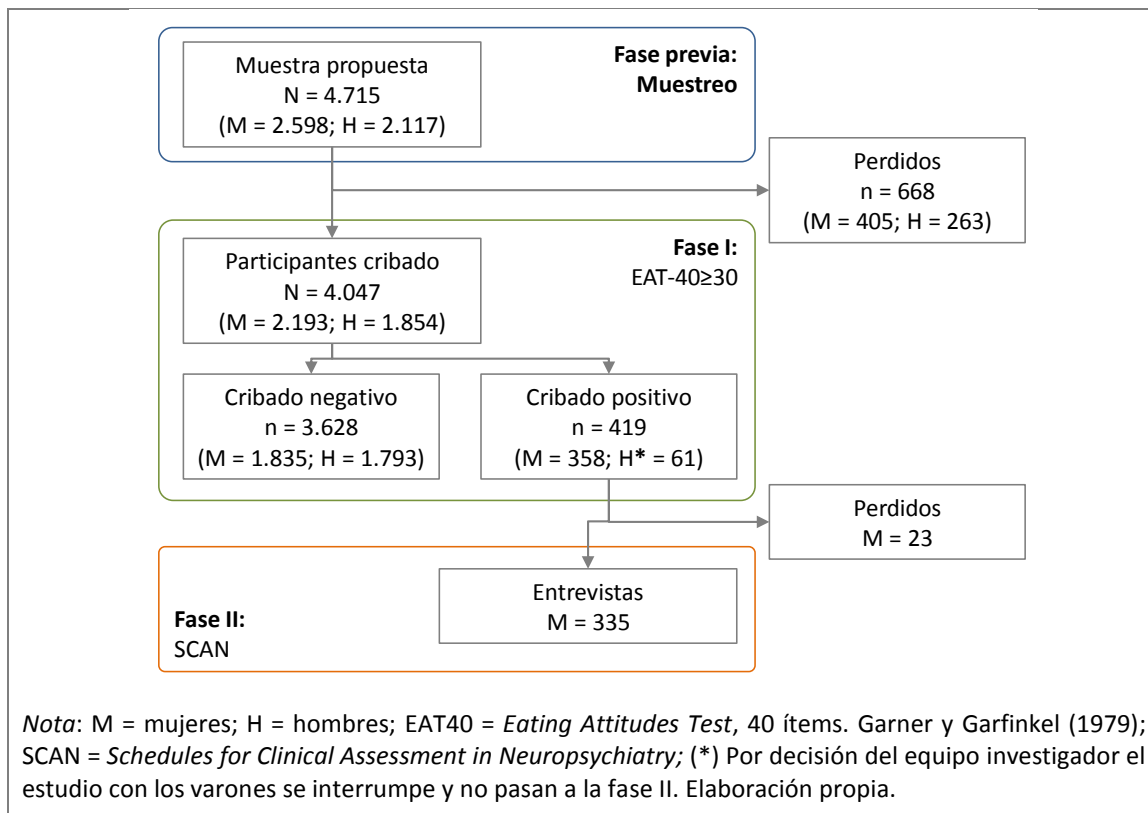 Fase previa:
Muestreo
Muestra propuesta
N = 4.715
(M = 2.598; H = 2.117)
Perdidos
n = 668
(M = 405; H = 263)
Fase I:
EAT-40≥30
Participantes cribado
N = 4.047
(M = 2.193; H = 1.854)
Cribado negativo
n = 3.628
(M = 1.835; H = 1.793)
Cribado positivo
n = 419
(M = 358; H* = 61)
Perdidos
M = 23
Entrevistas
M = 335
Fase II:
SCAN
Nota: M = mujeres; H = hombres; EAT40 = Eating Attitudes Test, 40 ítems. Garner y Garfinkel (1979);
SCAN = Schedules for Clinical Assessment in Neuropsychiatry; (*) Por decisión del equipo investigador el
estudio con los varones se interrumpe y no pasan a la fase II. Elaboración propia.